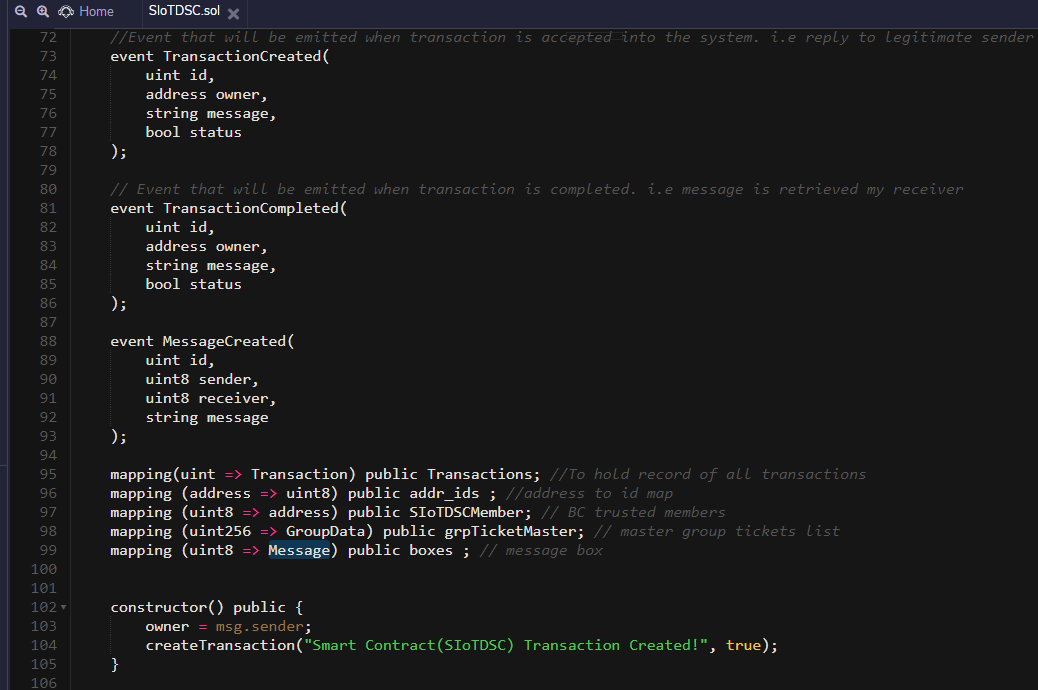 Home SIoTDSC.sol
72 //Event that will be emitted when transaction is accepted into the system. i.e reply to legitimate sender
73 event TransactionCreated(
74 uint id,
75 address owner,
76 string message,
77 bool status
78 );
79
80 // Event that will be emitted when transaction is completed. i.e message is retrieved my receiver
81 event TransactionCompleted(
82 uint id,
83 address owner,
84 string message,
85 bool status
86 );
87
88 event MessageCreated(
89 uint id,
90 uint8 sender,
91 uint8 receiver,
92 string message
93 );
94
95 mapping(uint => Transaction) public Transactions; //To hold record of all transactions
96 mapping (address => uint8) public addr_ids ; //address to id map
97 mapping (uint8 => address) public SIoTDSCMember; // BC trusted members
98 mapping (uint256 => GroupData) public grpTicketMaster; // master group tickets list
99 mapping (uint8 => Message) public boxes ; // message box
100
101
102 constructor() public {
103 owner = msg.sender;
104 createTransaction("Smart Contract(SIoTDSC) Transaction Created!", true);
105 }
106